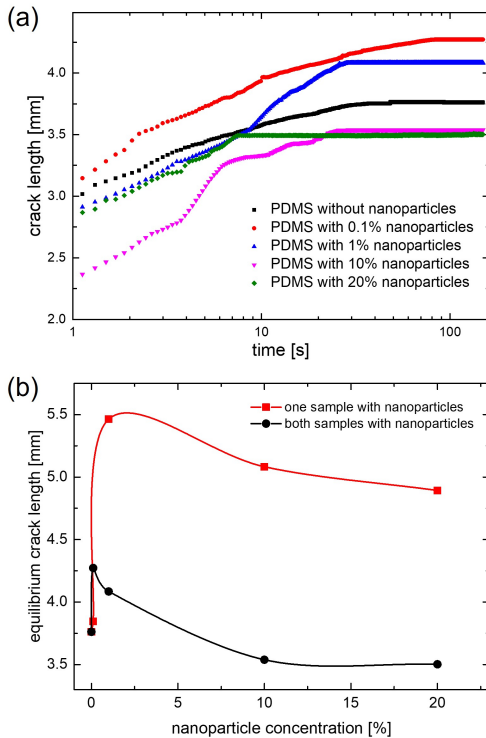 (a)
crack length [mm]
4.0
3.5
3.0
2.5
2.0
PDMS without nanoparticles
PDMS with 0.1% nanoparticles
PDMS with 1% nanoparticles
PDMS with 10% nanoparticles
PDMS with 20% nanoparticles
1
10
100
time [s]
(b)
equilibrium crack length [mm]
5.5
5.0
4.5
4.0
3.5
one sample with nanoparticles
both samples with nanoparticles
0
5
10
15
20
nanoparticle concentration [%]